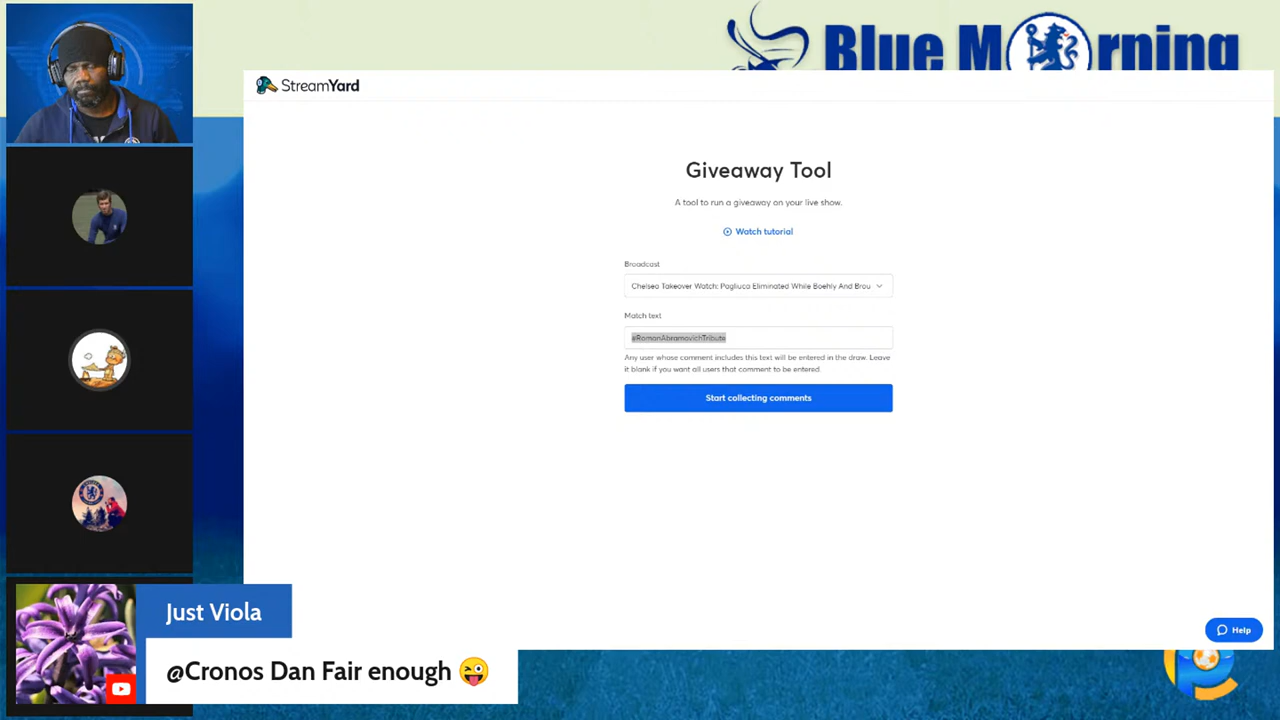 Blue M rning
StreamYard
Giveaway Tool
A tool to run a giveaway on your live show.
Watch tutorial
Broadcast
Chelsea Takeover Watch: Pagliuca Eliminated While Boehly And Brou
Match text
#RomanAbramovichTribute
Any user whose comment includes this text will be entered in the draw. Leave
it blank if you want all users that comment to be entered.
Start collecting comments
Help
Just Viola
@Cronos Dan Fair enough 😜